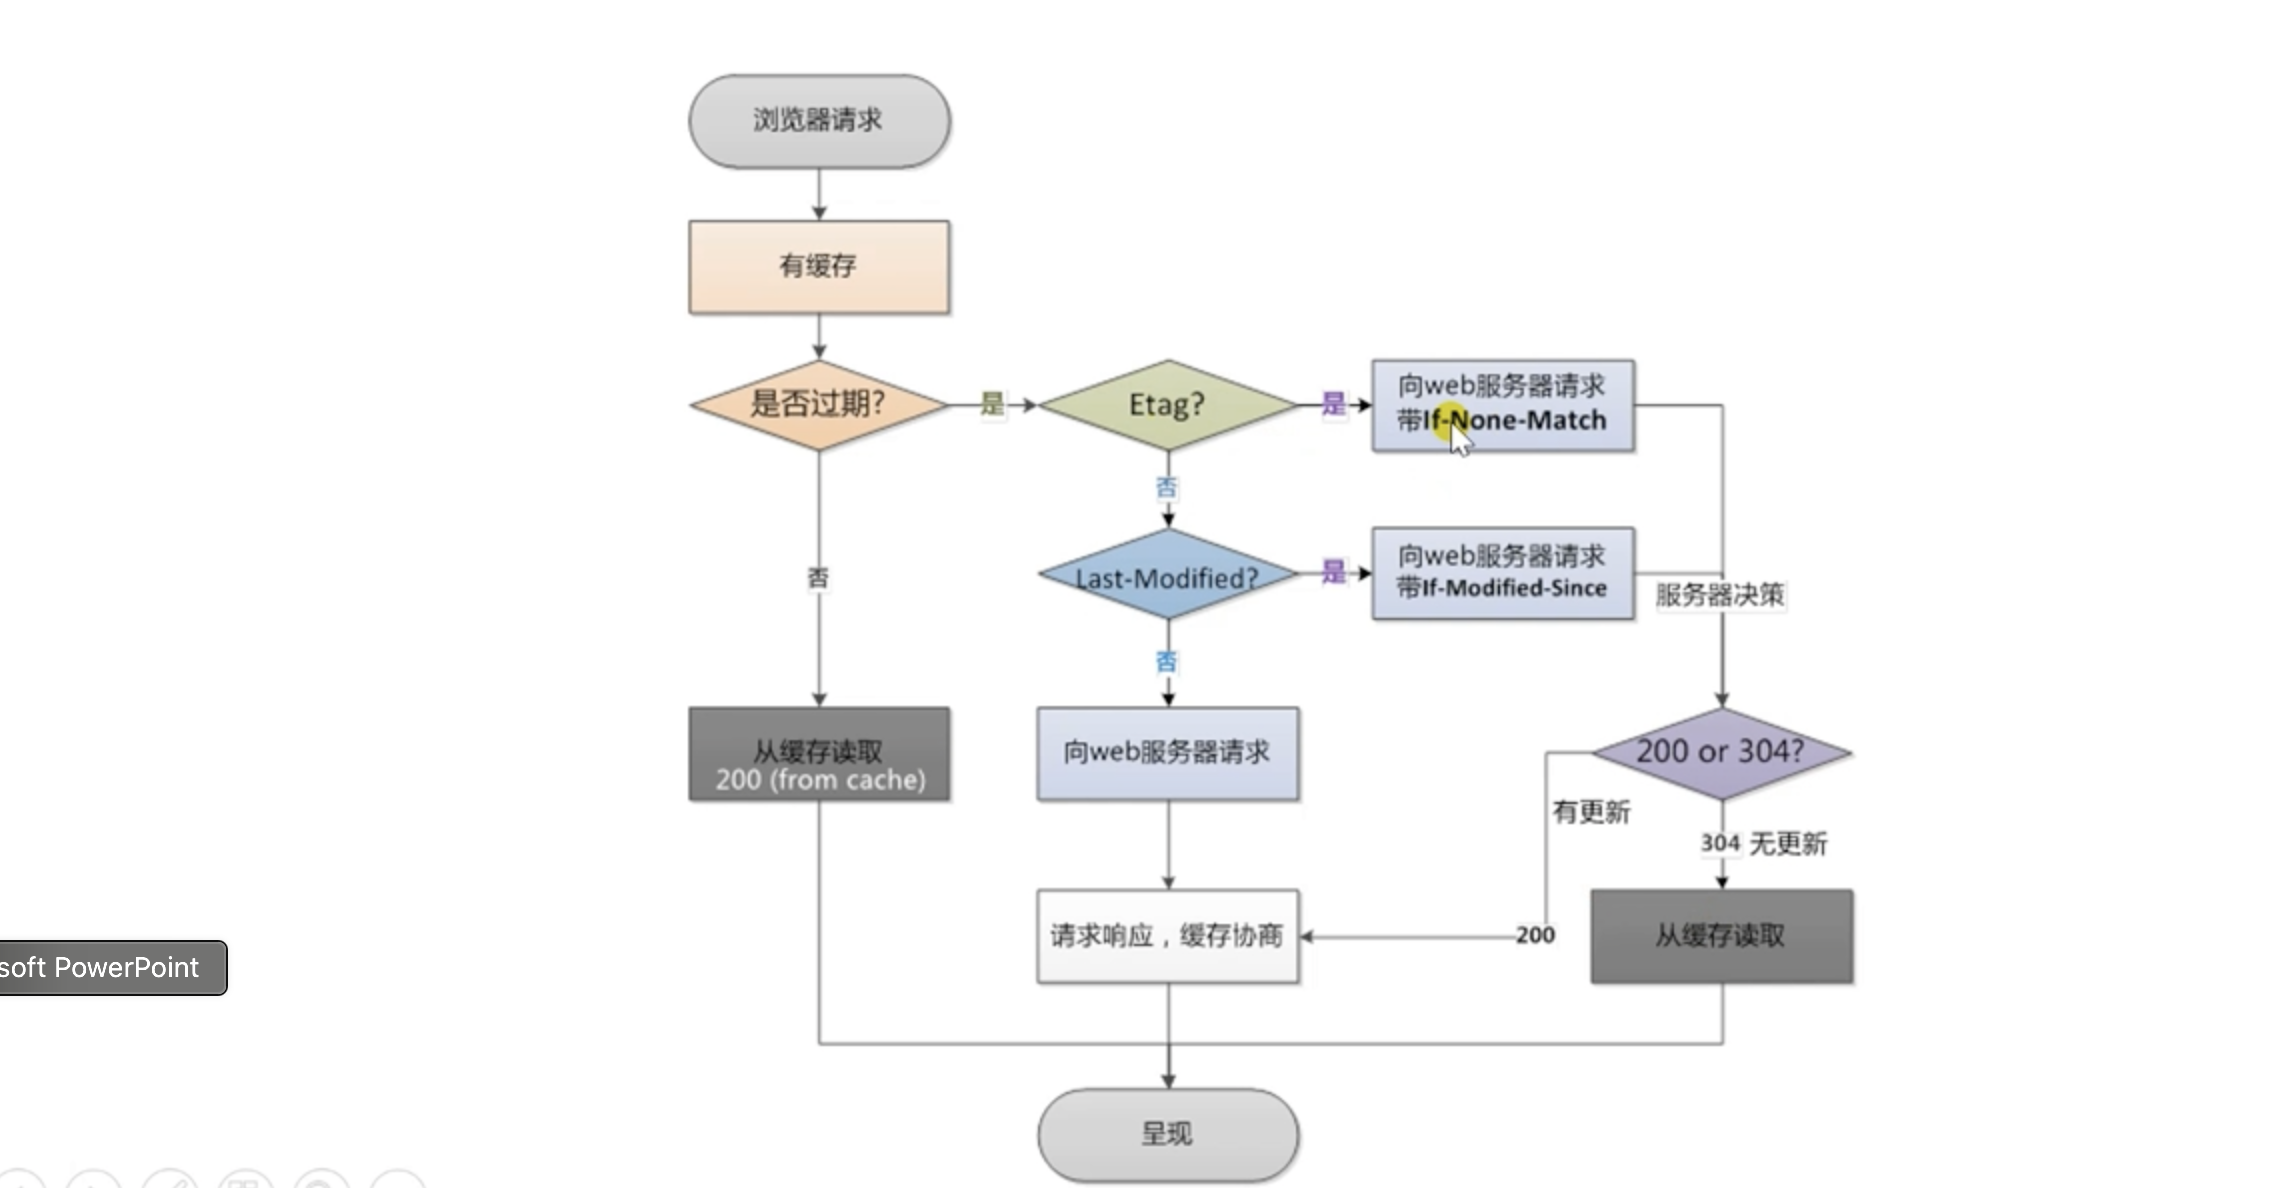 浏览器请求
有缓存
是否过期?
是
Etag?
是
向web服务器请求
带If-None-Match
否
否
Last-Modified?
是
向web服务器请求
带If-Modified-Since
服务器决策
否
从缓存读取
200 (from cache)
向web服务器请求
200 or 304?
有更新
304 无更新
请求响应，缓存协商
200
从缓存读取
soft PowerPoint
呈现